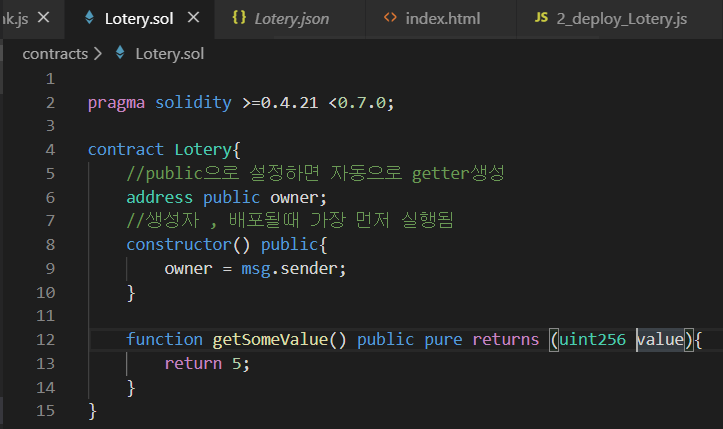 nk.js Lotery.sol Lotery.json index.html JS 2_deploy_Lotery.js
contracts > Lotery.sol
1
2 pragma solidity >=0.4.21 <0.7.0;
3
4 contract Lotery{
5 //public으로 설정하면 자동으로 getter생성
6 address public owner;
7 //생성자 , 배포될때 가장 먼저 실행됨
8 constructor() public{
9 owner = msg.sender;
10 }
11
12 function getSomeValue() public pure returns (uint256 value){
13 return 5;
14 }
15 }